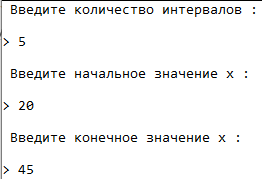 Введите количество интервалов :
> 5
Введите начальное значение x :
> 20
Введите конечное значение x :
> 45